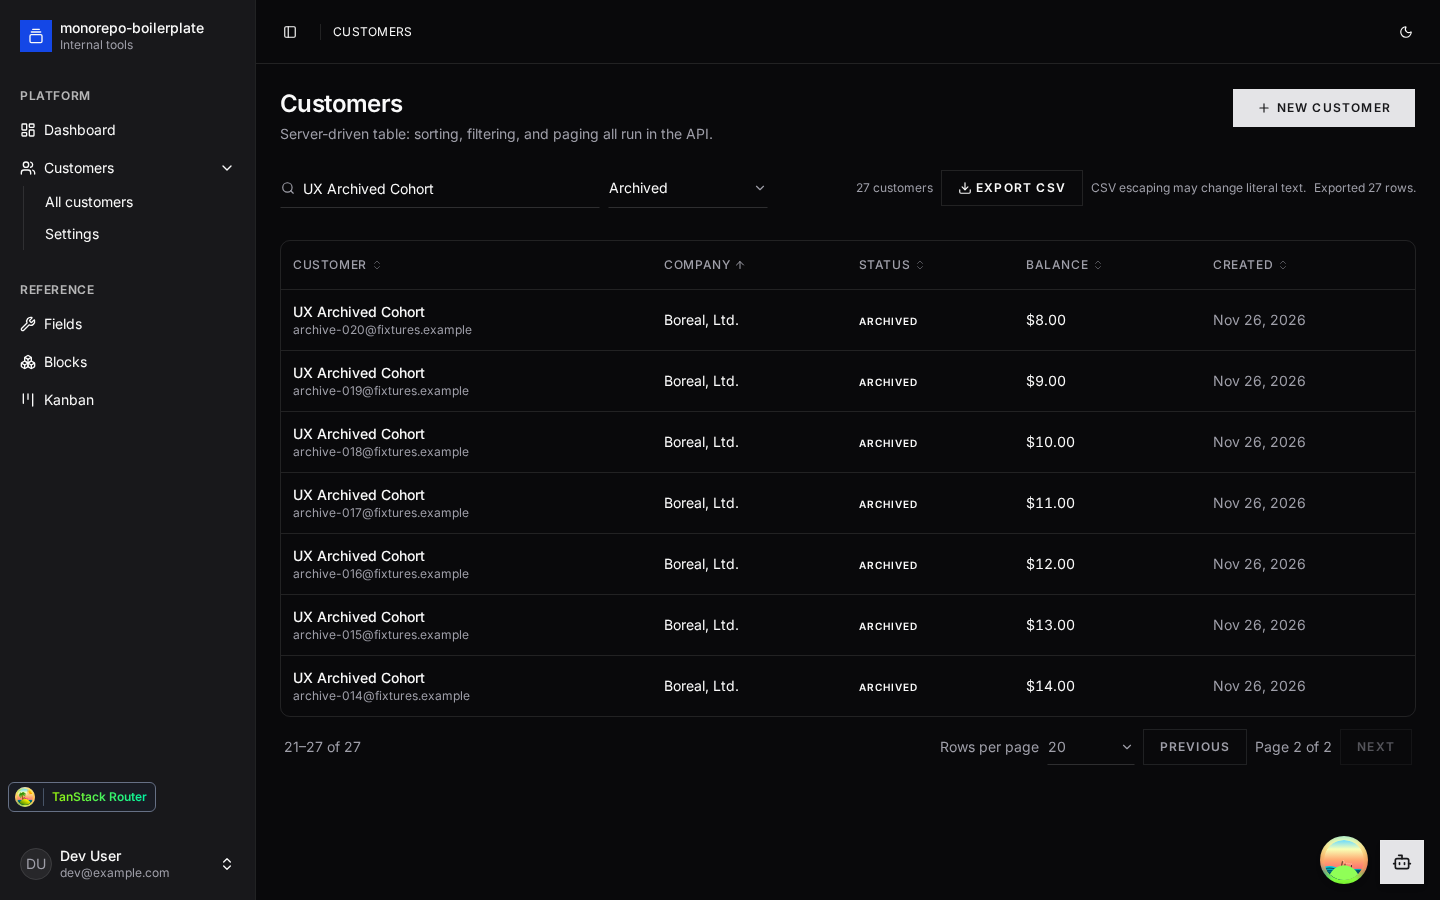 monorepo-boilerplate
Internal tools
PLATFORM
Dashboard
Customers
All customers
Settings
REFERENCE
Fields
Blocks
Kanban
TanStack Router
DU
Dev User
dev@example.com
CUSTOMERS
Customers
Server-driven table: sorting, filtering, and paging all run in the API.
NEW CUSTOMER
UX Archived Cohort
Archived
27 customers
EXPORT CSV
CSV escaping may change literal text.
Exported 27 rows.
CUSTOMER COMPANY STATUS BALANCE CREATED
UX Archived Cohort
archive-020@fixtures.example
Boreal, Ltd. ARCHIVED $8.00 Nov 26, 2026
UX Archived Cohort
archive-019@fixtures.example
Boreal, Ltd. ARCHIVED $9.00 Nov 26, 2026
UX Archived Cohort
archive-018@fixtures.example
Boreal, Ltd. ARCHIVED $10.00 Nov 26, 2026
UX Archived Cohort
archive-017@fixtures.example
Boreal, Ltd. ARCHIVED $11.00 Nov 26, 2026
UX Archived Cohort
archive-016@fixtures.example
Boreal, Ltd. ARCHIVED $12.00 Nov 26, 2026
UX Archived Cohort
archive-015@fixtures.example
Boreal, Ltd. ARCHIVED $13.00 Nov 26, 2026
UX Archived Cohort
archive-014@fixtures.example
Boreal, Ltd. ARCHIVED $14.00 Nov 26, 2026
21–27 of 27
Rows per page 20
PREVIOUS
Page 2 of 2
NEXT